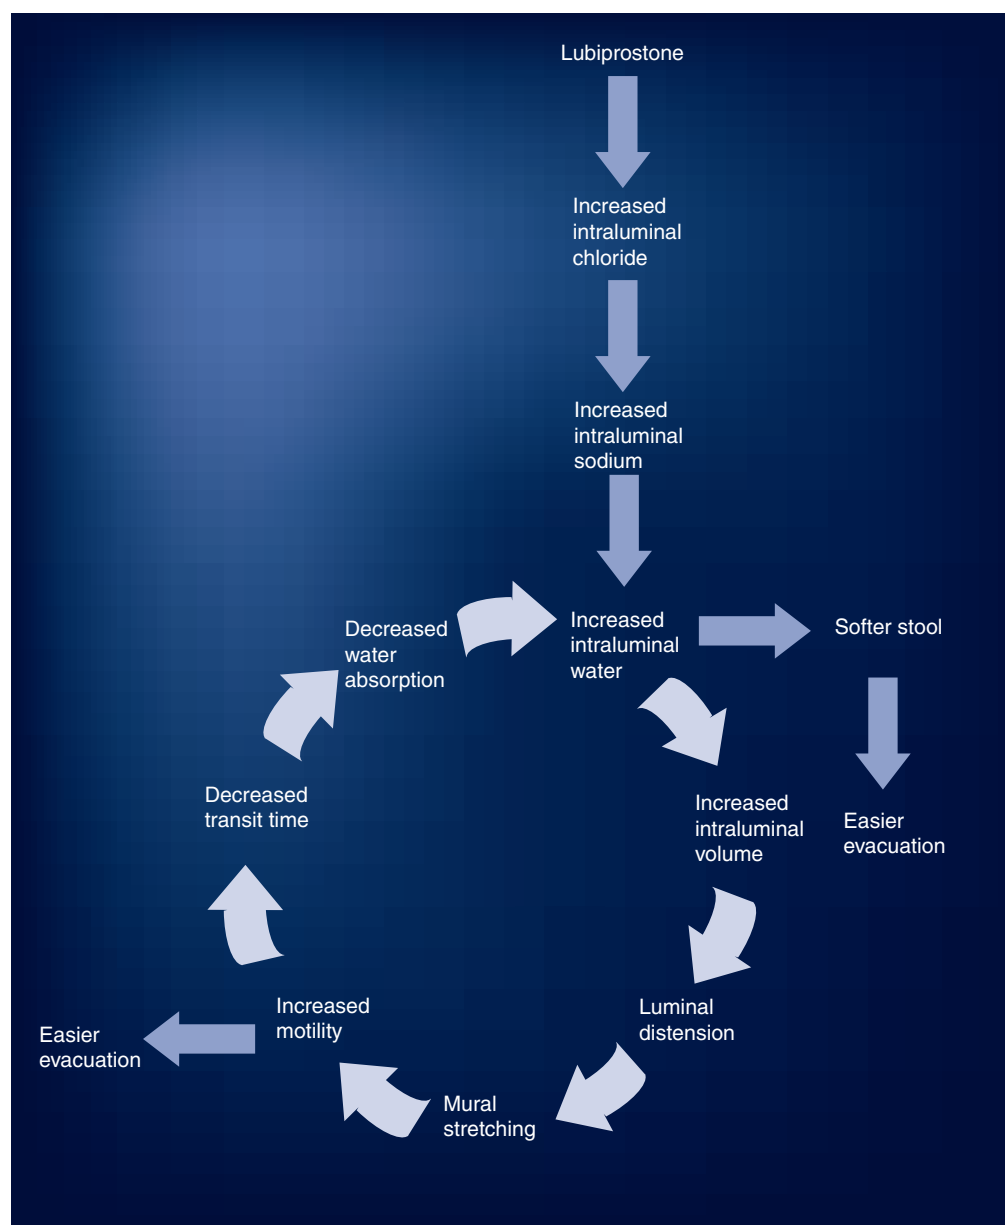 Lubiprostone
Increased
intraluminal
chloride
Increased
intraluminal
sodium
Increased
intraluminal
water
Softer stool
Easier
evacuation
Increased
intraluminal
volume
Luminal
distension
Mural
stretching
Increased
motility
Easier
evacuation
Decreased
transit time
Decreased
water
absorption